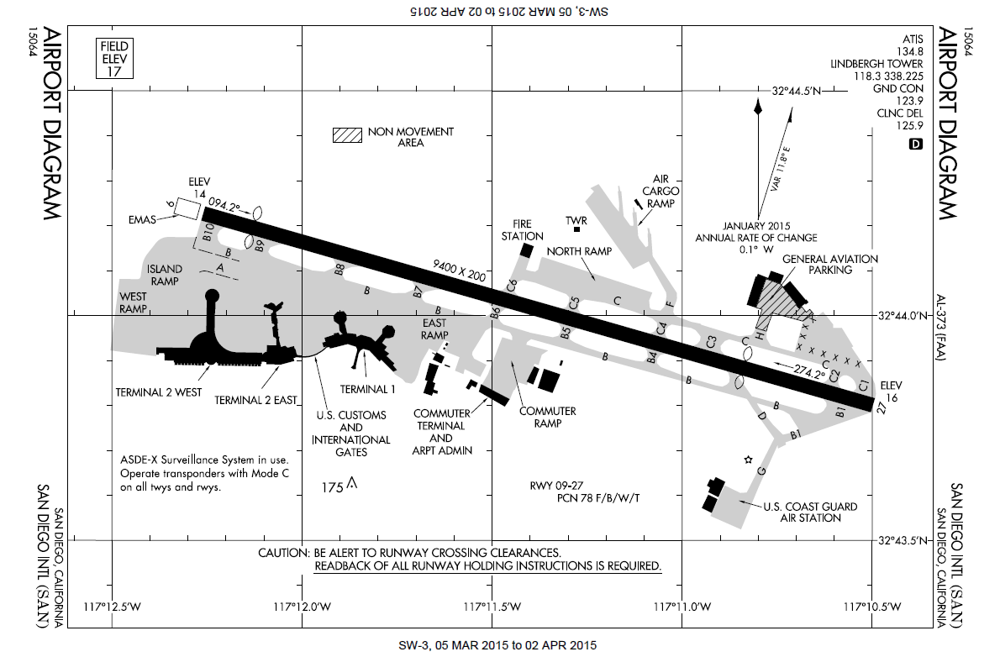 SW-3, 05 MAR 2015 to 02 APR 2015
15064
AIRPORT DIAGRAM
AIRPORT DIAGRAM
15064
FIELD
ELEV
17
ATIS
134.8
LINDBERGH TOWER
118.3 338.225
GND CON
123.9
CLNC DEL
125.9
D
32°44.5'N
VAR 11.8° E
JANUARY 2015
ANNUAL RATE OF CHANGE
0.1° W
NON MOVEMENT
AREA
ELEV
14
094.2°
9
EMAS
B10
B9
B
A
ISLAND
RAMP
WEST
RAMP
B8
B
B7
B
9400 X 200
AIR
CARGO
RAMP
TWR
FIRE
STATION
NORTH RAMP
GENERAL AVIATION
PARKING
C6
C5
C
F
B6
B5
C4
B4
B
C3
C
H
X X X
X X X X X X
C
C2
C1
274.2°
ELEV
16
27
B
B
B1
B1
D
G
EAST
RAMP
32°44.0'N
AL-373 (FAA)
TERMINAL 2 WEST
TERMINAL 2 EAST
TERMINAL 1
U.S. CUSTOMS
AND
INTERNATIONAL
GATES
COMMUTER
TERMINAL
AND
ARPT ADMIN
COMMUTER
RAMP
ASDE-X Surveillance System in use.
Operate transponders with Mode C
on all twys and rwys.
175
RWY 09-27
PCN 78 F/B/W/T
U.S. COAST GUARD
AIR STATION
32°43.5'N
CAUTION: BE ALERT TO RUNWAY CROSSING CLEARANCES.
READBACK OF ALL RUNWAY HOLDING INSTRUCTIONS IS REQUIRED.
117°12.5'W
117°12.0'W
117°11.5'W
117°11.0'W
117°10.5'W
SAN DIEGO, CALIFORNIA
SAN DIEGO INTL (SAN)
SAN DIEGO INTL (SAN)
SAN DIEGO, CALIFORNIA
SW-3, 05 MAR 2015 to 02 APR 2015